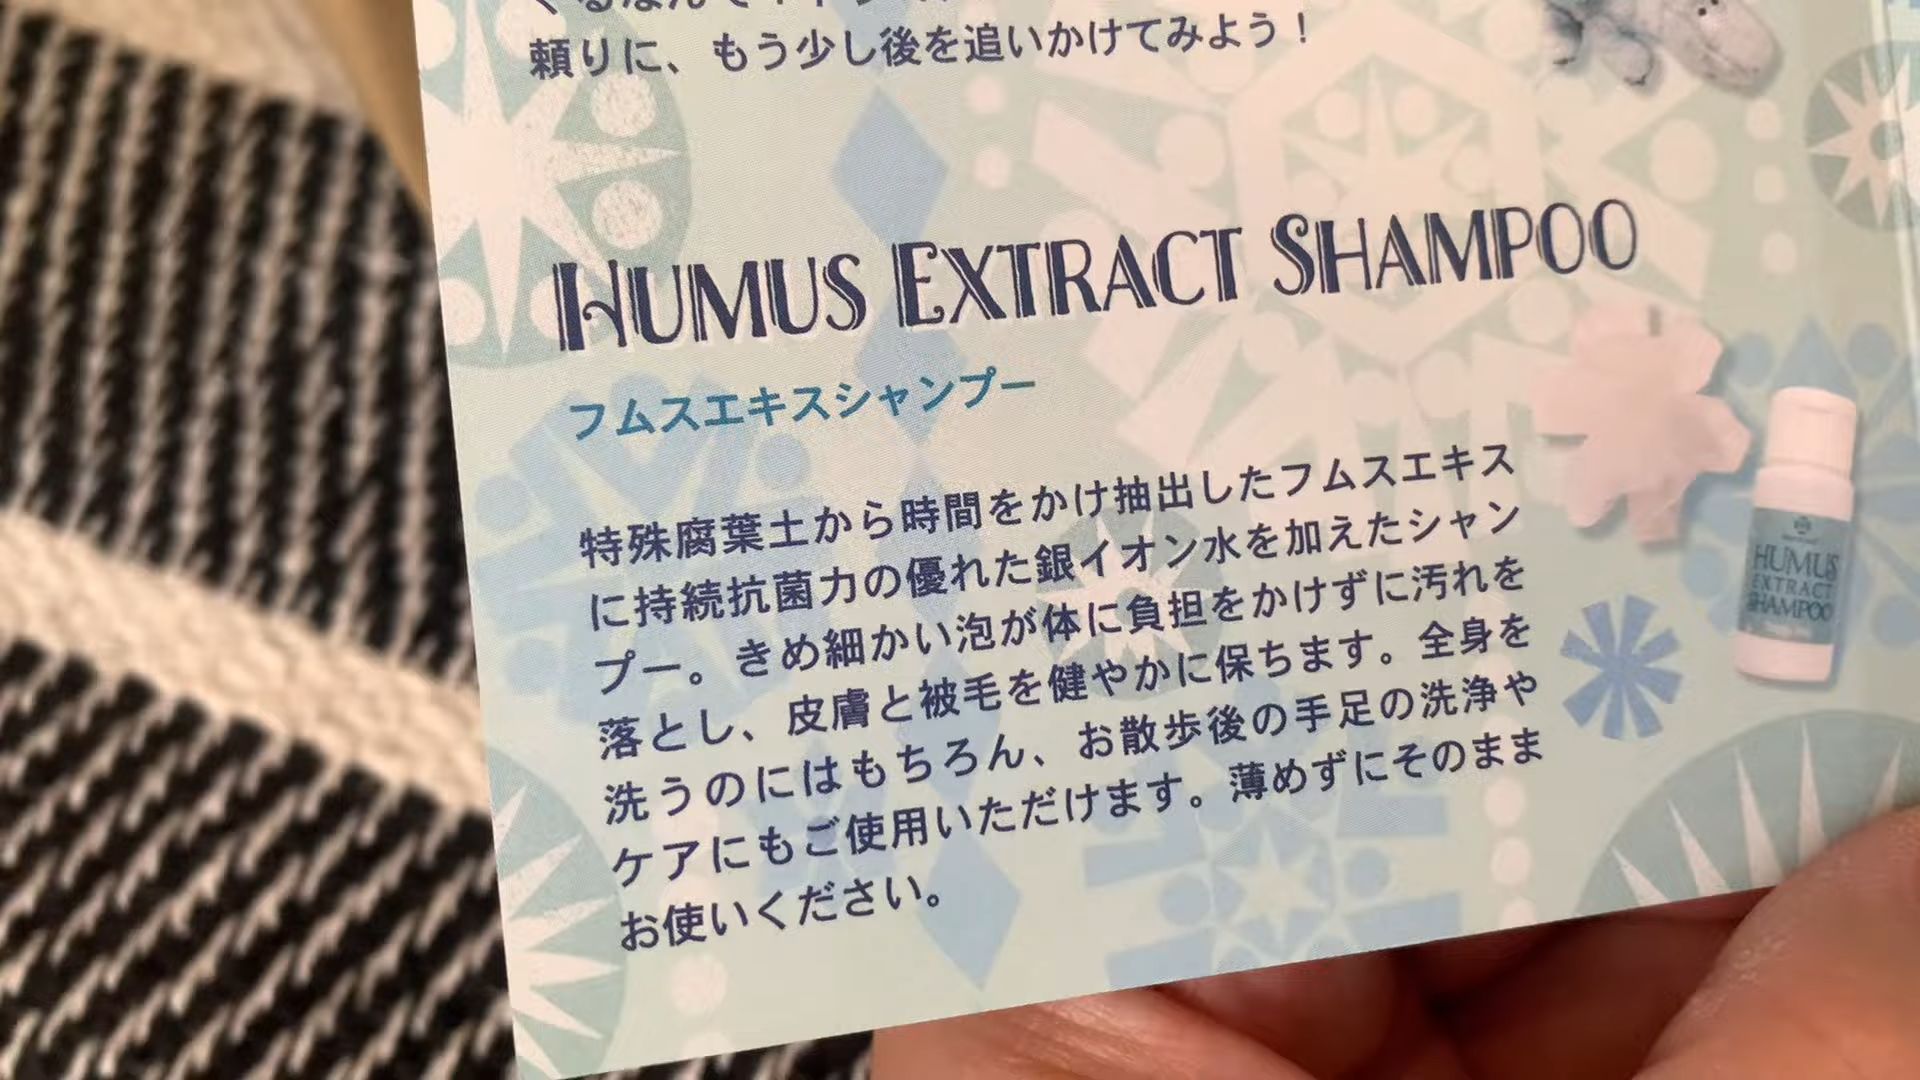 頼りに、もう少し後を追いかけてみよう！
HUMUS EXTRACT SHAMPOO
フムスエキスシャンプー
特殊腐葉土から時間をかけ抽出したフムスエキス
に持続抗菌力の優れた銀イオン水を加えたシャン
プー。きめ細かい泡が体に負担をかけずに汚れを
落とし、皮膚と被毛を健やかに保ちます。全身を
洗うのにはもちろん、お散歩後の手足の洗浄や
ケアにもご使用いただけます。薄めずにそのまま
お使いください。
HUMUS
EXTRACT
SHAMPOO